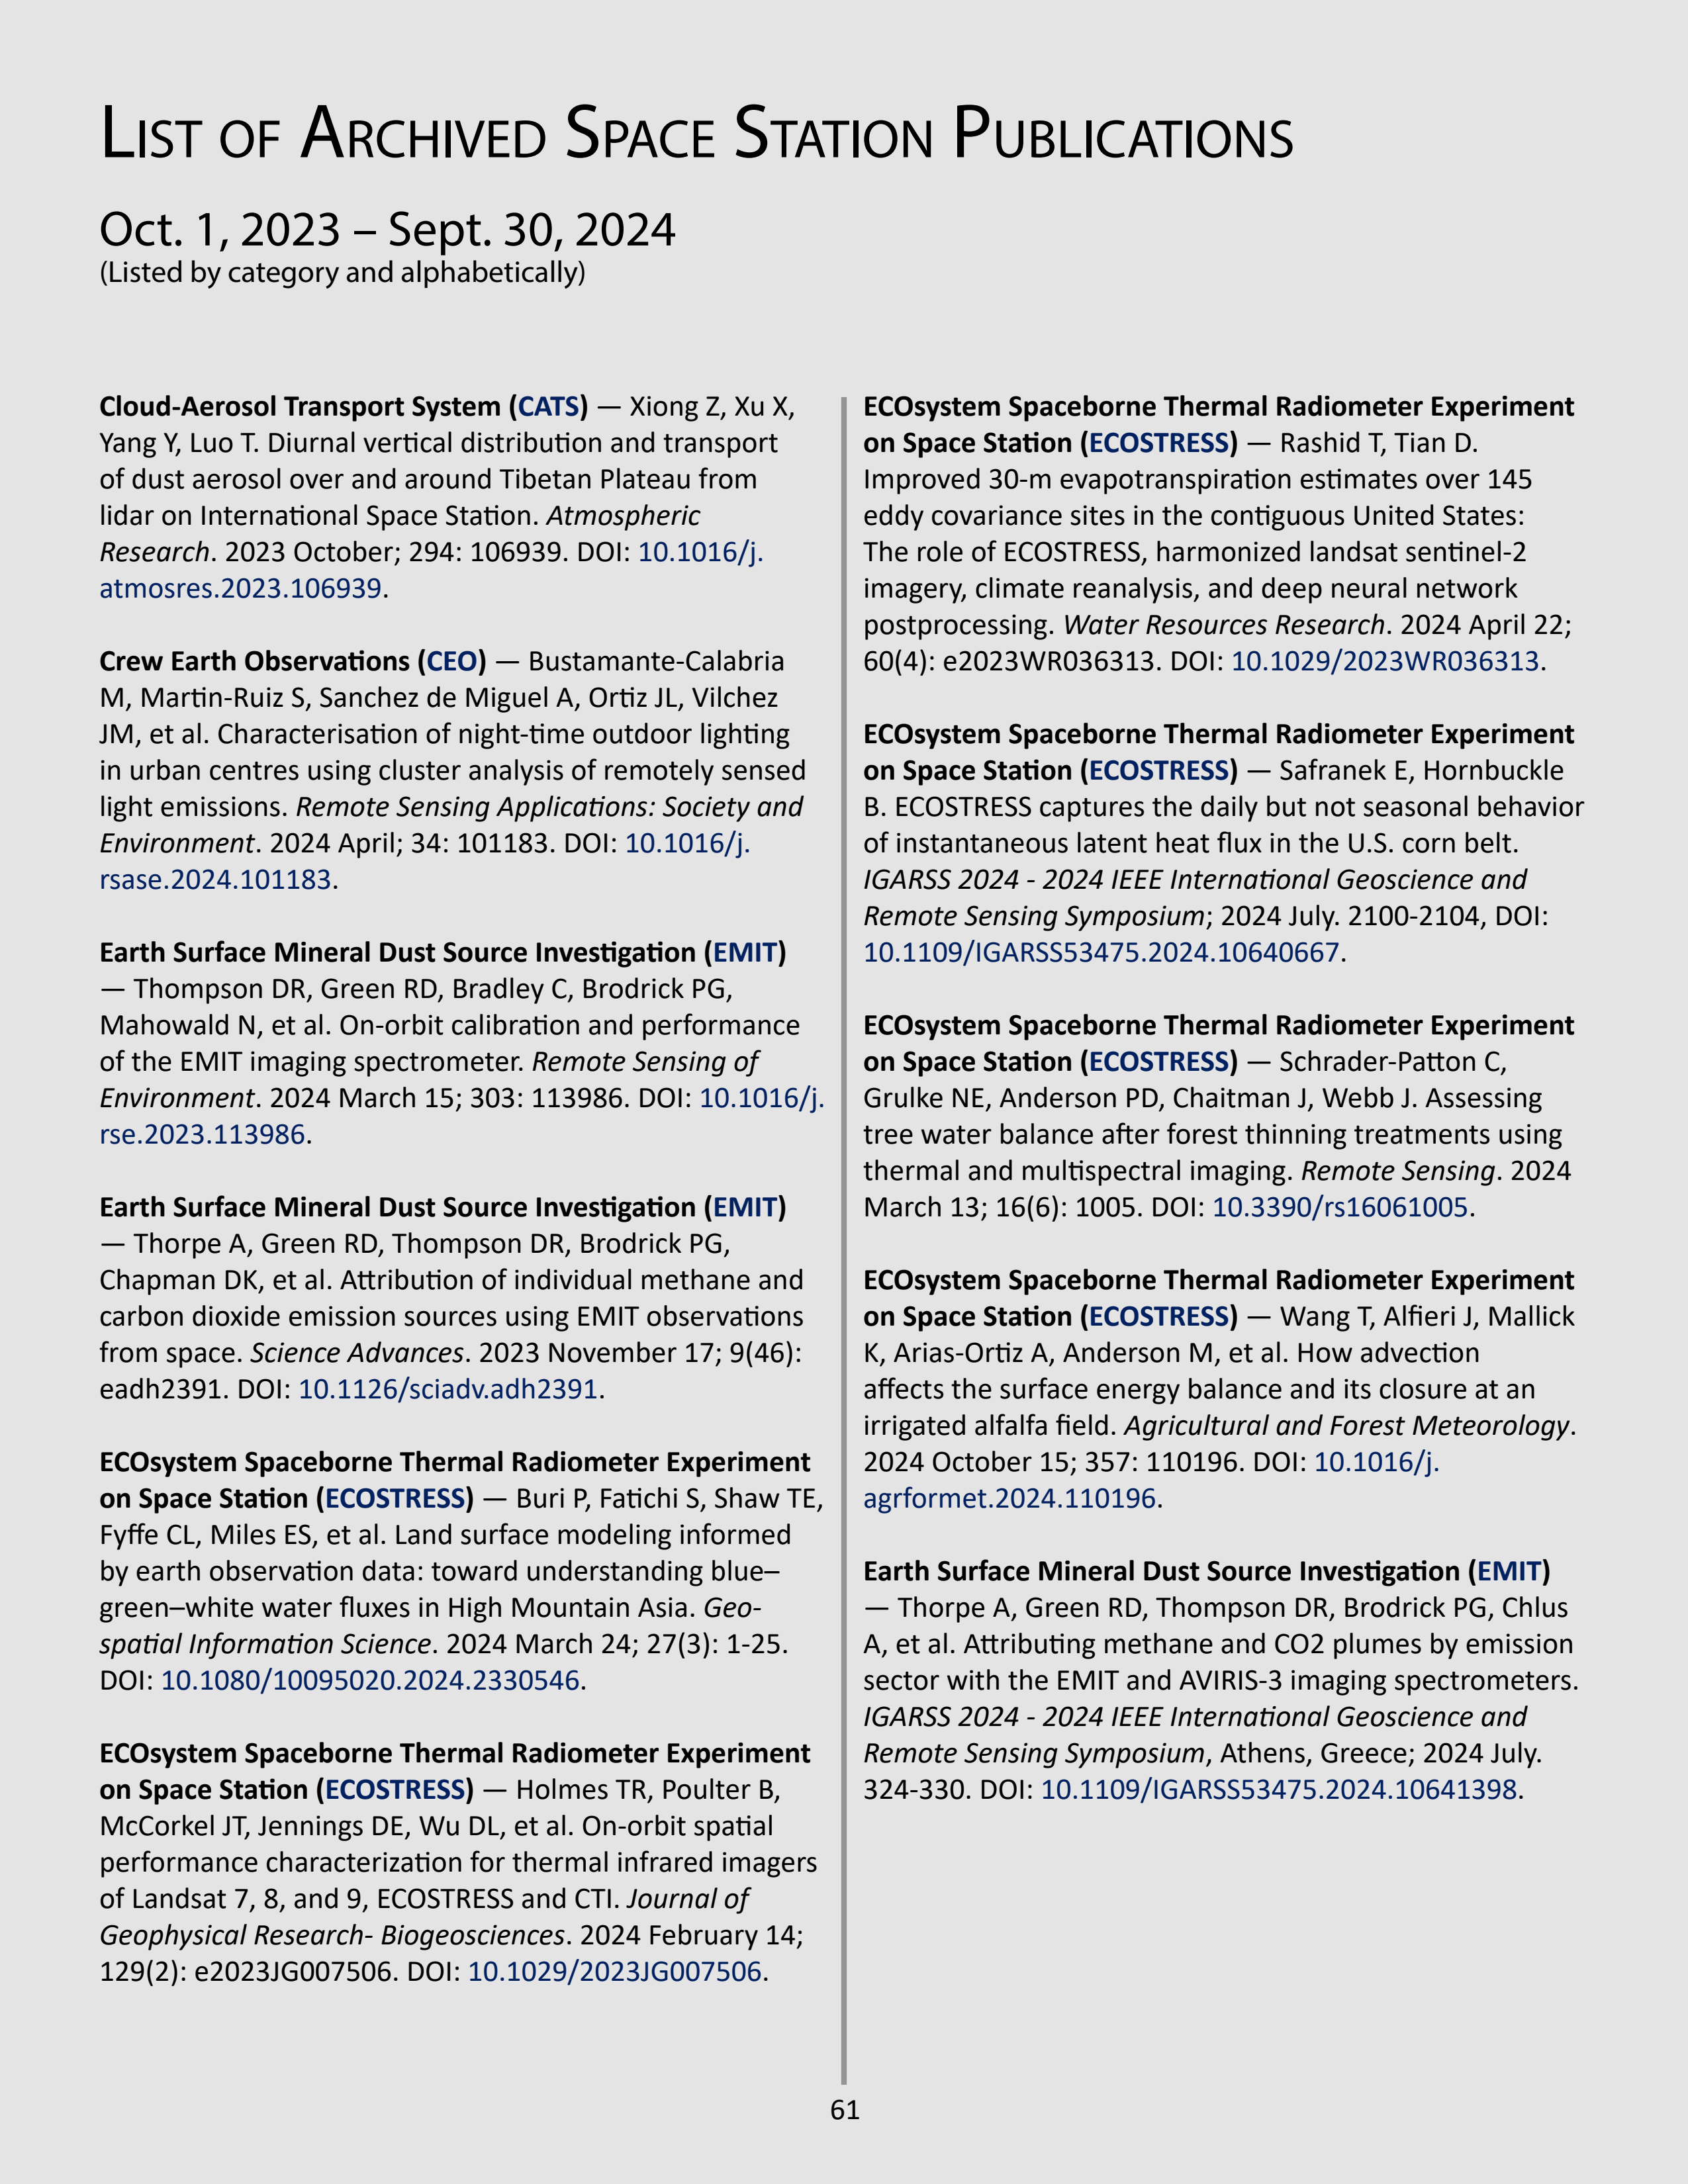 List of Archived Space Station Publications
Oct. 1, 2023 – Sept. 30, 2024
(Listed by category and alphabetically)
Cloud-Aerosol Transport System (CATS) — Xiong Z, Xu X,
Yang Y, Luo T. Diurnal vertical distribution and transport
of dust aerosol over and around Tibetan Plateau from
lidar on International Space Station. Atmospheric
Research. 2023 October; 294: 106939. DOI: 10.1016/j.
atmosres.2023.106939.
Crew Earth Observations (CEO) — Bustamante-Calabria
M, Martin-Ruiz S, Sanchez de Miguel A, Ortiz JL, Vilchez
JM, et al. Characterisation of night-time outdoor lighting
in urban centres using cluster analysis of remotely sensed
light emissions. Remote Sensing Applications: Society and
Environment. 2024 April; 34: 101183. DOI: 10.1016/j.
rsase.2024.101183.
Earth Surface Mineral Dust Source Investigation (EMIT)
— Thompson DR, Green RD, Bradley C, Brodrick PG,
Mahowald N, et al. On-orbit calibration and performance
of the EMIT imaging spectrometer. Remote Sensing of
Environment. 2024 March 15; 303: 113986. DOI: 10.1016/j.
rse.2023.113986.
Earth Surface Mineral Dust Source Investigation (EMIT)
— Thorpe A, Green RD, Thompson DR, Brodrick PG,
Chapman DK, et al. Attribution of individual methane and
carbon dioxide emission sources using EMIT observations
from space. Science Advances. 2023 November 17; 9(46):
eadh2391. DOI: 10.1126/sciadv.adh2391.
ECOsystem Spaceborne Thermal Radiometer Experiment
on Space Station (ECOSTRESS) — Buri P, Fatichi S, Shaw TE,
Fyffe CL, Miles ES, et al. Land surface modeling informed
by earth observation data: toward understanding blue–
green–white water fluxes in High Mountain Asia. Geo-
spatial Information Science. 2024 March 24; 27(3): 1-25.
DOI: 10.1080/10095020.2024.2330546.
ECOsystem Spaceborne Thermal Radiometer Experiment
on Space Station (ECOSTRESS) — Holmes TR, Poulter B,
McCorkel JT, Jennings DE, Wu DL, et al. On-orbit spatial
performance characterization for thermal infrared imagers
of Landsat 7, 8, and 9, ECOSTRESS and CTI. Journal of
Geophysical Research- Biogeosciences. 2024 February 14;
129(2): e2023JG007506. DOI: 10.1029/2023JG007506.
ECOsystem Spaceborne Thermal Radiometer Experiment
on Space Station (ECOSTRESS) — Rashid T, Tian D.
Improved 30-m evapotranspiration estimates over 145
eddy covariance sites in the contiguous United States:
The role of ECOSTRESS, harmonized landsat sentinel-2
imagery, climate reanalysis, and deep neural network
postprocessing. Water Resources Research. 2024 April 22;
60(4): e2023WR036313. DOI: 10.1029/2023WR036313.
ECOsystem Spaceborne Thermal Radiometer Experiment
on Space Station (ECOSTRESS) — Safranek E, Hornbuckle
B. ECOSTRESS captures the daily but not seasonal behavior
of instantaneous latent heat flux in the U.S. corn belt.
IGARSS 2024 - 2024 IEEE International Geoscience and
Remote Sensing Symposium; 2024 July. 2100-2104, DOI:
10.1109/IGARSS53475.2024.10640667.
ECOsystem Spaceborne Thermal Radiometer Experiment
on Space Station (ECOSTRESS) — Schrader-Patton C,
Grulke NE, Anderson PD, Chaitman J, Webb J. Assessing
tree water balance after forest thinning treatments using
thermal and multispectral imaging. Remote Sensing. 2024
March 13; 16(6): 1005. DOI: 10.3390/rs16061005.
ECOsystem Spaceborne Thermal Radiometer Experiment
on Space Station (ECOSTRESS) — Wang T, Alfieri J, Mallick
K, Arias-Ortiz A, Anderson M, et al. How advection
affects the surface energy balance and its closure at an
irrigated alfalfa field. Agricultural and Forest Meteorology.
2024 October 15; 357: 110196. DOI: 10.1016/j.
agrformet.2024.110196.
Earth Surface Mineral Dust Source Investigation (EMIT)
— Thorpe A, Green RD, Thompson DR, Brodrick PG, Chlus
A, et al. Attributing methane and CO2 plumes by emission
sector with the EMIT and AVIRIS-3 imaging spectrometers.
IGARSS 2024 - 2024 IEEE International Geoscience and
Remote Sensing Symposium, Athens, Greece; 2024 July.
324-330. DOI: 10.1109/IGARSS53475.2024.10641398.
61